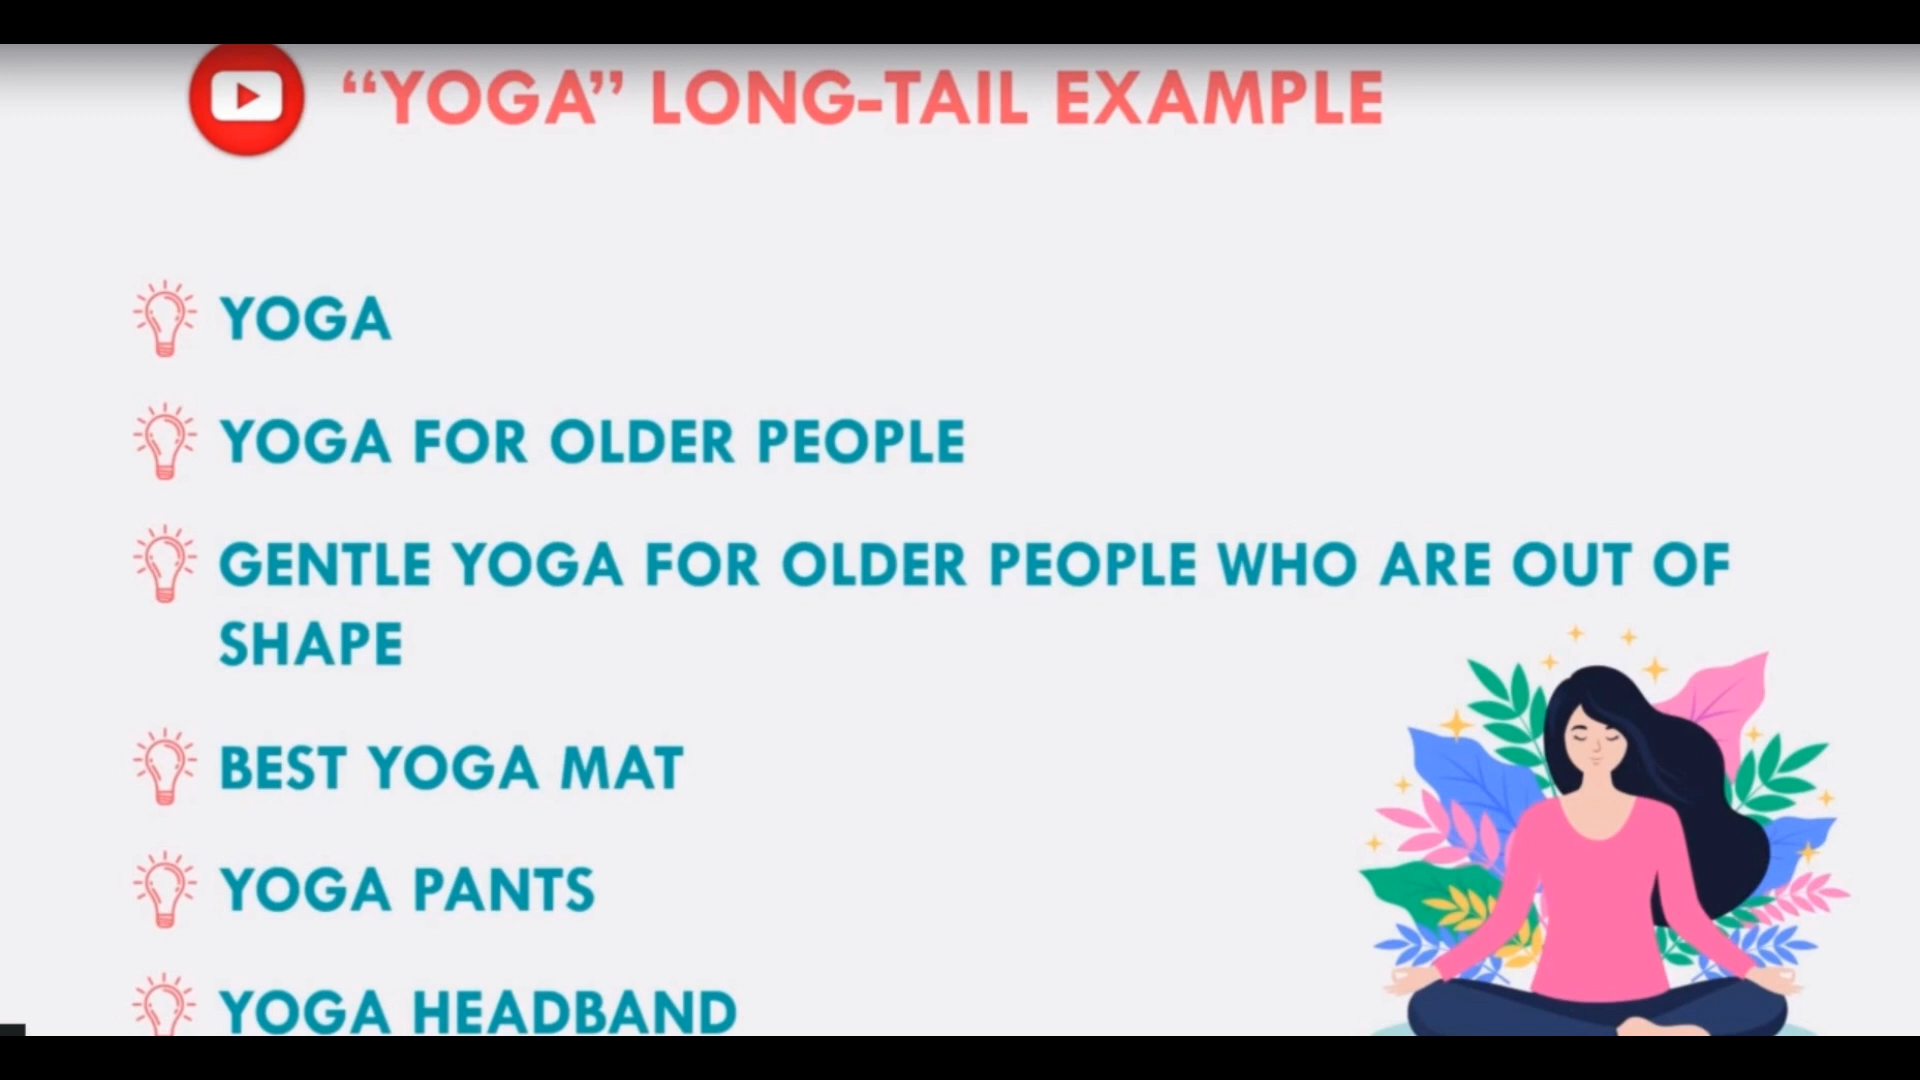 “YOGA” LONG-TAIL EXAMPLE
YOGA
YOGA FOR OLDER PEOPLE
GENTLE YOGA FOR OLDER PEOPLE WHO ARE OUT OF
SHAPE
BEST YOGA MAT
YOGA PANTS
YOGA HEADBAND